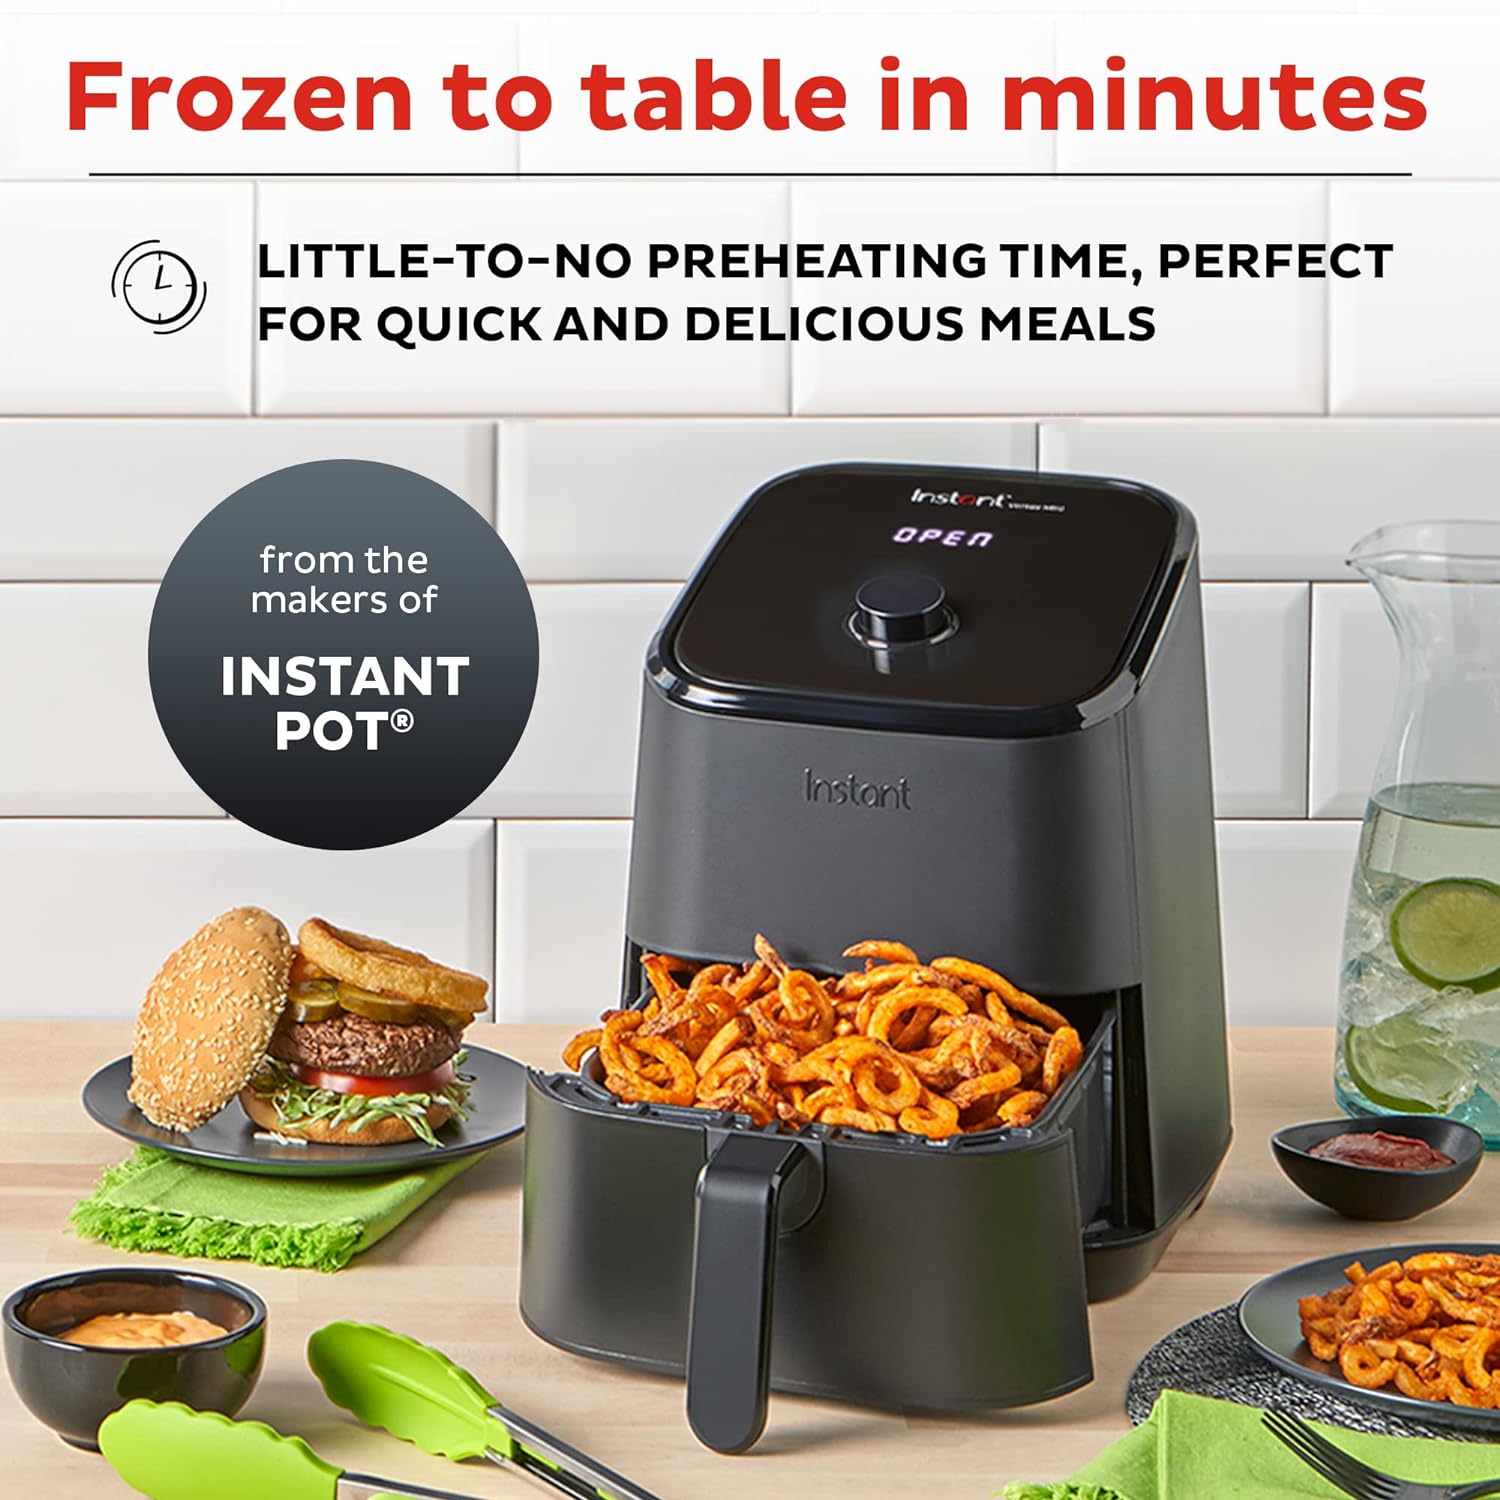 Frozen to table in minutes
LITTLE-TO-NO PREHEATING TIME, PERFECT
FOR QUICK AND DELICIOUS MEALS
from the
makers of
INSTANT
POT®
Instant™
OPEN
Instant